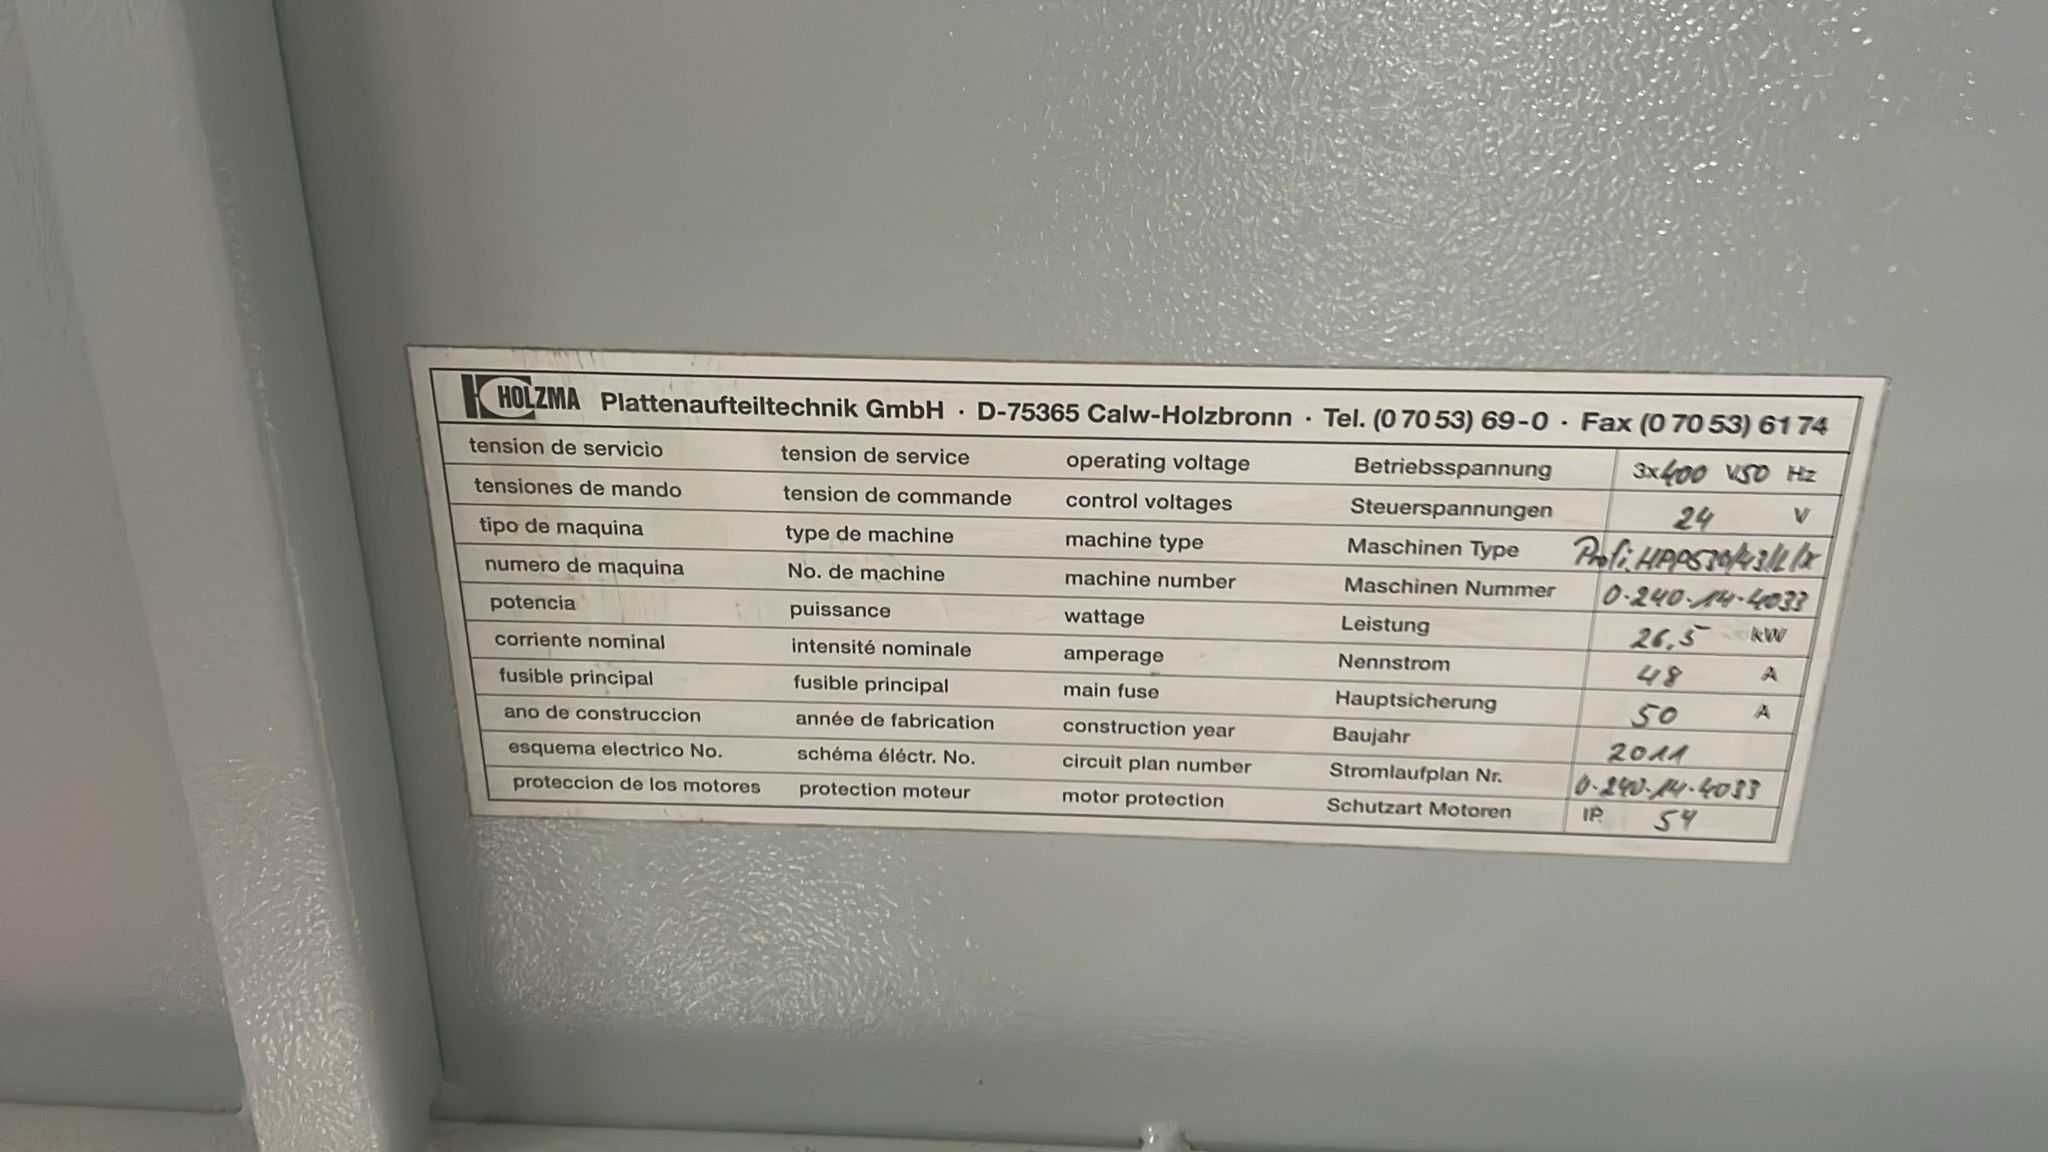 HOLZMA Plattenaufteiltechnik GmbH · D-75365 Calw-Holzbronn · Tel. (0 70 53) 69-0 · Fax (0 70 53) 61 74
tension de servicio tension de service operating voltage Betriebsspannung 3x400 V50 Hz
tensiones de mando tension de commande control voltages Steuerspannungen 24 V
tipo de maquina type de machine machine type Maschinen Type Profi HPP530/43/L/X
numero de maquina No. de machine machine number Maschinen Nummer 0-240-14-4033
potencia puissance wattage Leistung 26,5 kW
corriente nominal intensité nominale amperage Nennstrom 48 A
fusible principal fusible principal main fuse Hauptsicherung 50 A
ano de construccion année de fabrication construction year Baujahr 2011
esquema electrico No. schéma éléctr. No. circuit plan number Stromlaufplan Nr. 0-240-14-4033
proteccion de los motores protection moteur motor protection Schutzart Motoren IP. 54